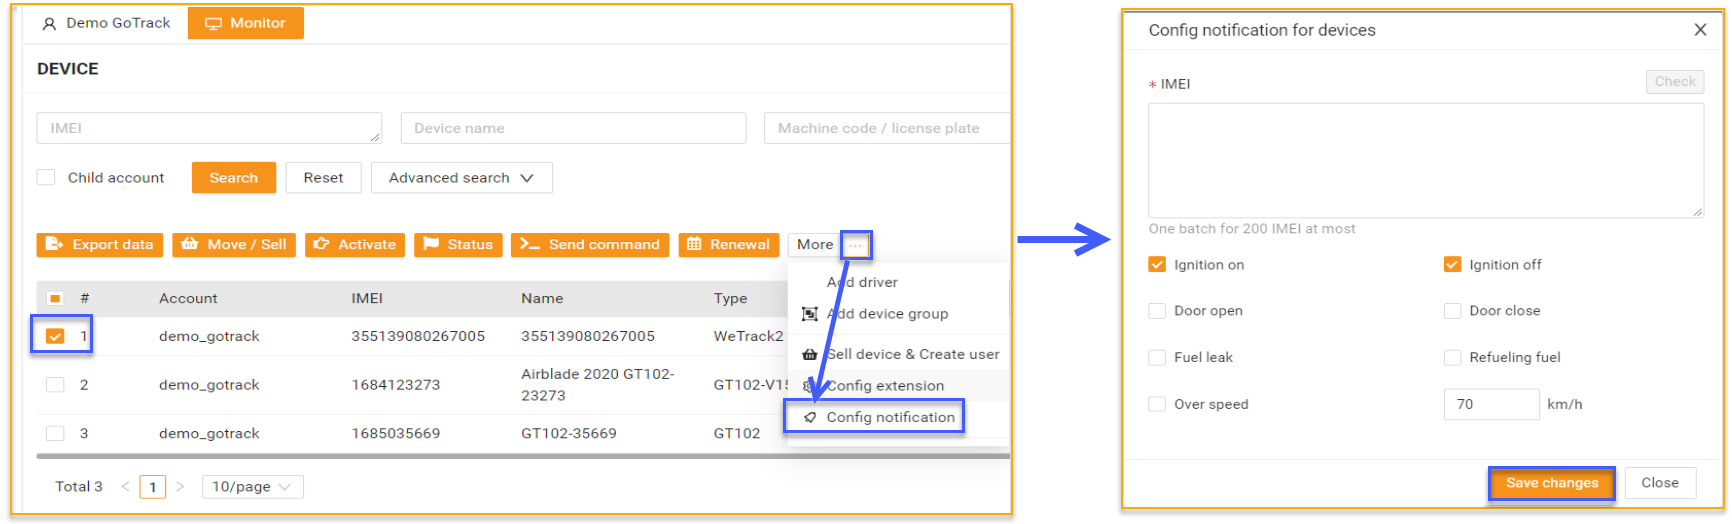 Demo GoTrack Monitor
DEVICE
IMEI Device name Machine code / license plate
Child account Search Reset Advanced search
Export data Move / Sell Activate Status Send command Renewal More ...
Add driver
Add device group
Sell device & Create user
Config extension
Config notification
# Account IMEI Name Type
1 demo_gotrack 355139080267005 355139080267005 WeTrack2
2 demo_gotrack 1684123273 Airblade 2020 GT102-
23273 GT102-V15
3 demo_gotrack 1685035669 GT102-35669 GT102
Total 3 < 1 > 10/page
Config notification for devices
* IMEI Check
One batch for 200 IMEI at most
Ignition on Ignition off
Door open Door close
Fuel leak Refueling fuel
Over speed 70 km/h
Save changes Close